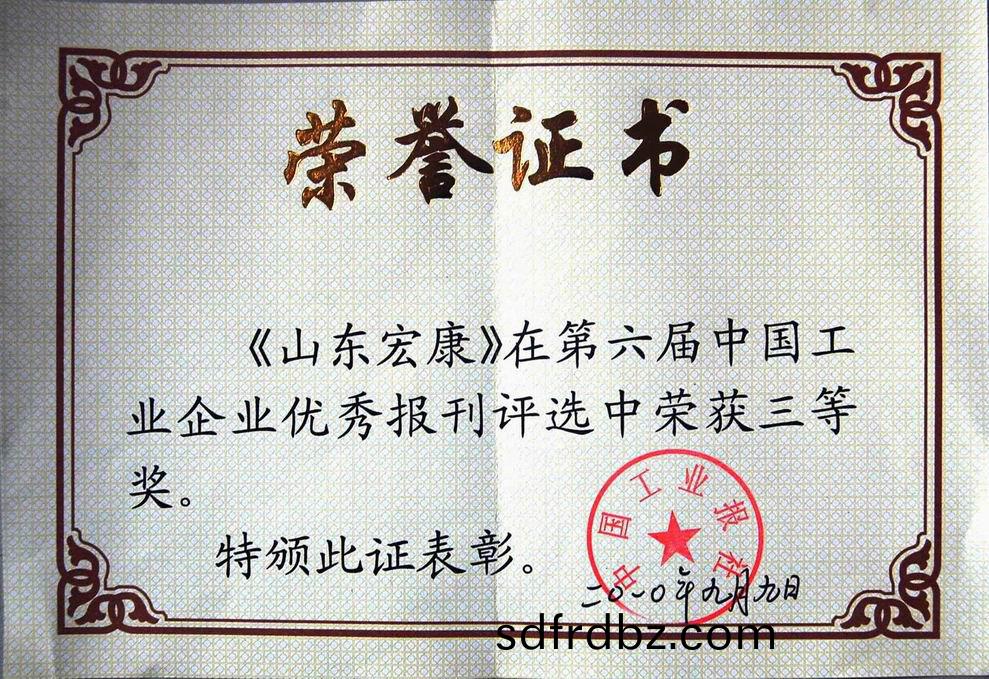 荣誉证书
《山东宏康》在第六届中国工
业企业优秀报刊评选中荣获三等
奖。
特颁此证表彰。
中国工业报社
二〇一〇年九月九日
sdfrdbz.com